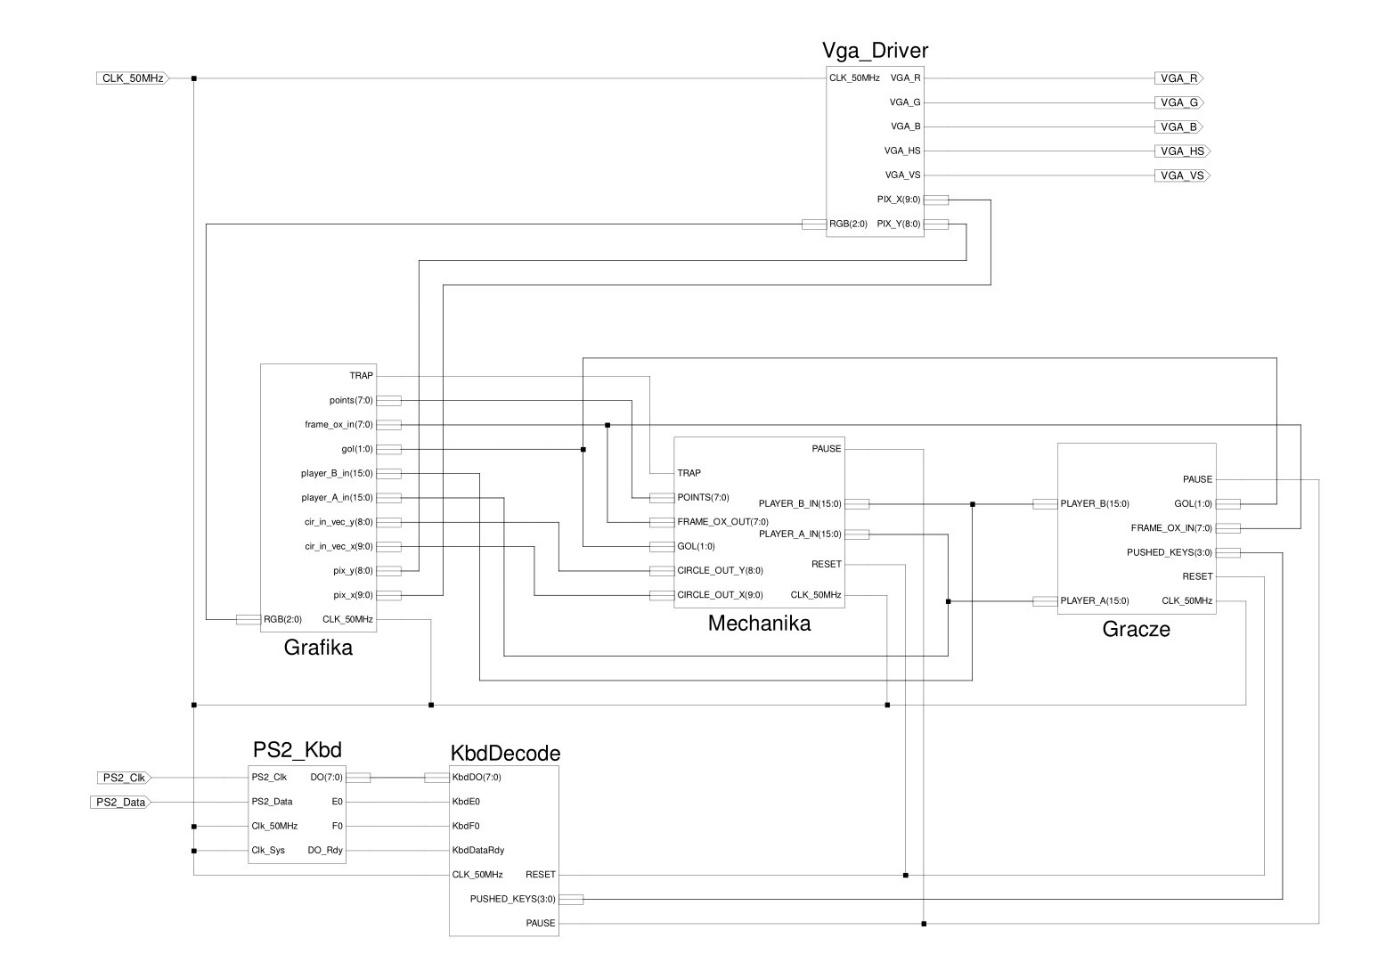 Vga_Driver
CLK_50MHz
CLK_50MHz VGA_R
VGA_R
VGA_G
VGA_G
VGA_B
VGA_B
VGA_HS
VGA_HS
VGA_VS
VGA_VS
PIX_X(9:0)
RGB(2:0) PIX_Y(8:0)
TRAP
points(7:0)
frame_ox_in(7:0)
gol(1:0)
player_B_in(15:0)
player_A_in(15:0)
cir_in_vec_y(8:0)
cir_in_vec_x(9:0)
pix_y(8:0)
pix_x(9:0)
RGB(2:0) CLK_50MHz
Grafika
PAUSE
TRAP
POINTS(7:0)
PLAYER_B_IN(15:0)
FRAME_OX_OUT(7:0)
PLAYER_A_IN(15:0)
GOL(1:0)
RESET
CIRCLE_OUT_Y(8:0)
CIRCLE_OUT_X(9:0) CLK_50MHz
Mechanika
PAUSE
PLAYER_B(15:0) GOL(1:0)
FRAME_OX_IN(7:0)
PUSHED_KEYS(3:0)
RESET
PLAYER_A(15:0) CLK_50MHz
Gracze
PS2_Kbd
PS2_Clk
PS2_Clk DO(7:0)
PS2_Data
PS2_Data E0
Clk_50MHz F0
Clk_Sys DO_Rdy
KbdDecode
KbdDO(7:0)
KbdE0
KbdF0
KbdDataRdy
CLK_50MHz RESET
PUSHED_KEYS(3:0)
PAUSE